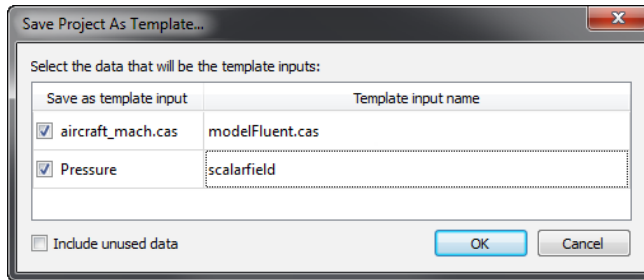 Save Project As Template...
Select the data that will be the template inputs:
Save as template input Template input name
aircraft_mach.cas modelFluent.cas
Pressure scalarfield
Include unused data OK Cancel